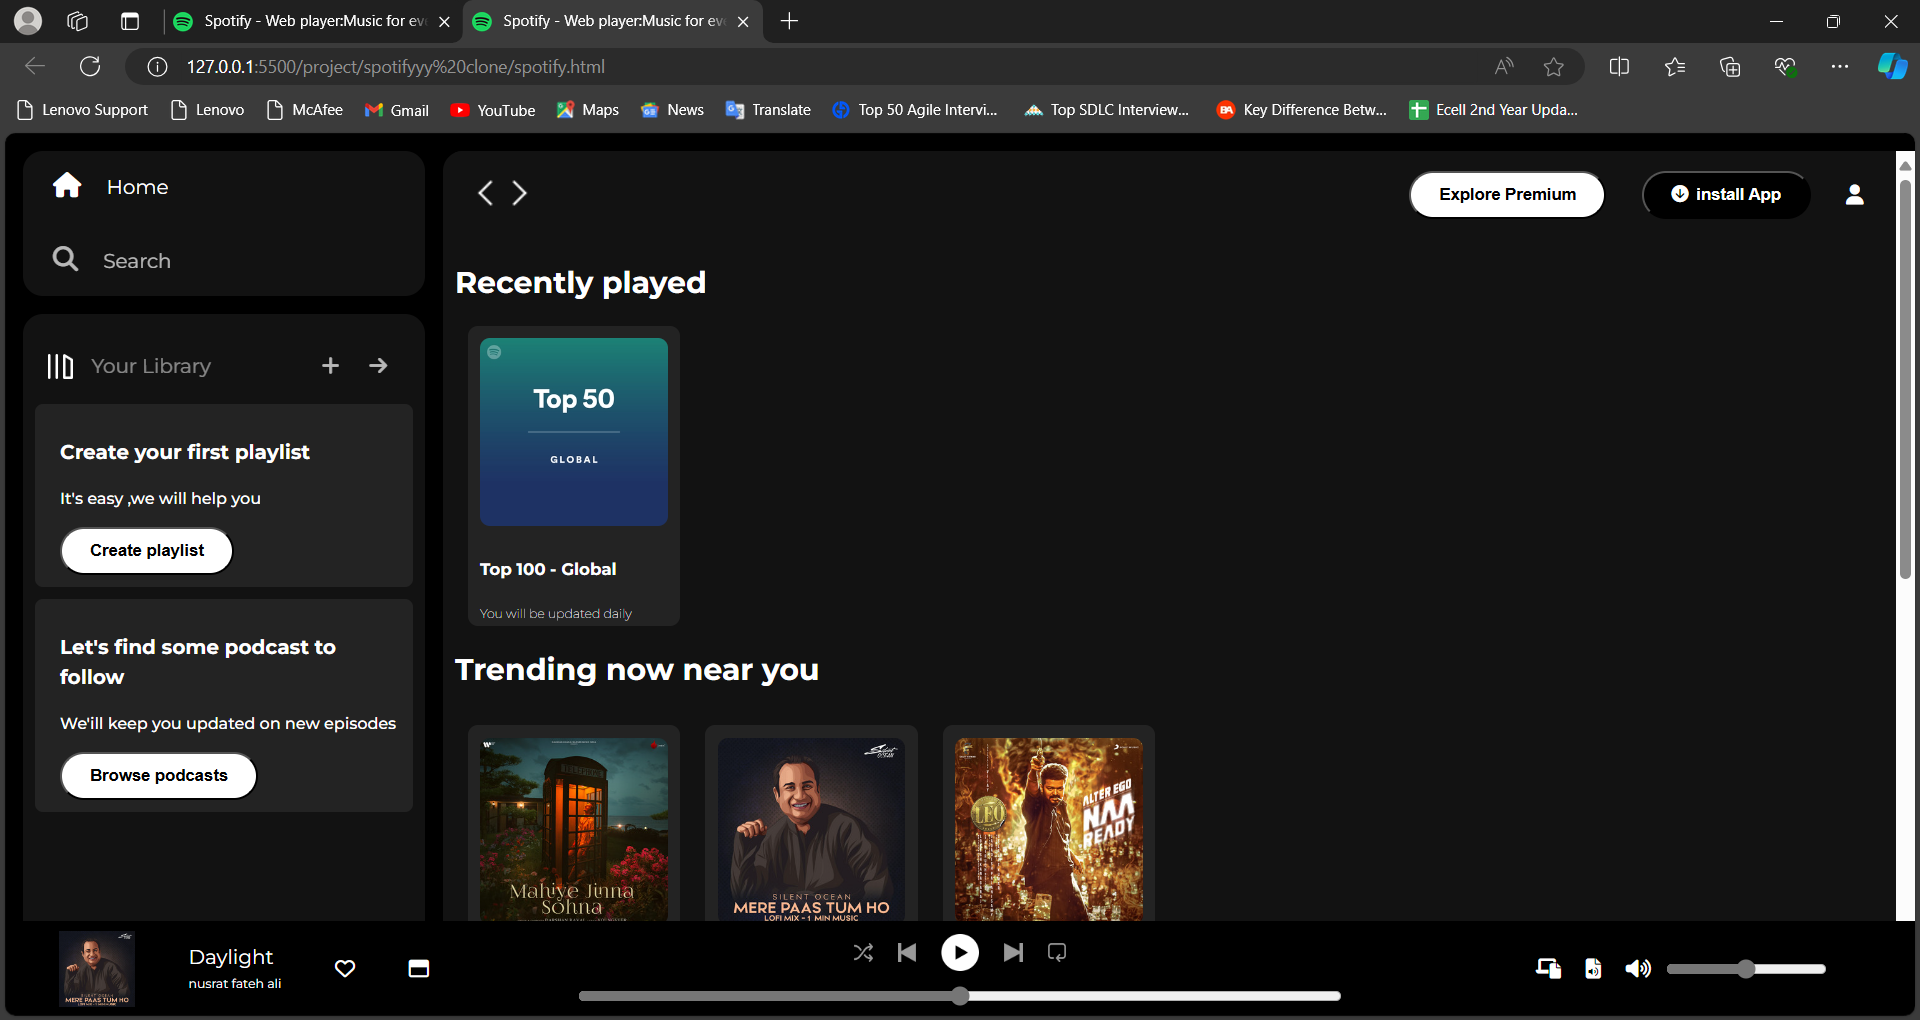 Spotify - Web player:Music for ev
Spotify - Web player:Music for ev
127.0.0.1:5500/project/spotifyyy%20clone/spotify.html
Lenovo Support
Lenovo
McAfee
Gmail
YouTube
Maps
News
Translate
Top 50 Agile Intervi...
Top SDLC Interview...
Key Difference Betw...
Ecell 2nd Year Upda...
Home
Search
Your Library
Create your first playlist
It's easy ,we will help you
Create playlist
Let's find some podcast to
follow
We'ill keep you updated on new episodes
Browse podcasts
Explore Premium
install App
Recently played
Top 50
GLOBAL
Top 100 - Global
You will be updated daily
Trending now near you
Mahiye Jinna
Sohna
SILENT OCEAN
MERE PAAS TUM HO
LOFI MIX - 1 MIN MUSIC
LEO
ALTER EGO
NAA
READY
MERE PAAS TUM HO
Daylight
nusrat fateh ali